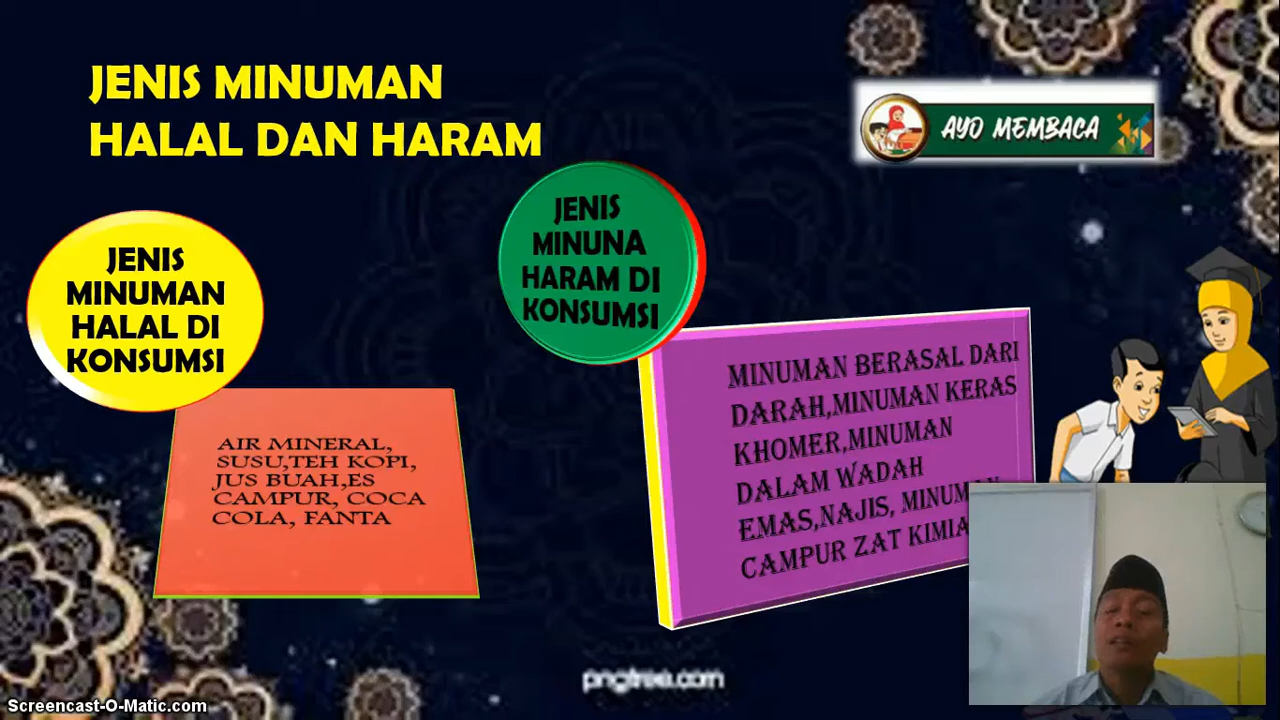 JENIS MINUMAN
HALAL DAN HARAM
AYO MEMBACA
JENIS
MINUMAN
HALAL DI
KONSUMSI
JENIS
MINUNA
HARAM DI
KONSUMSI
AIR MINERAL,
SUSU,TEH KOPI,
JUS BUAH,ES
CAMPUR, COCA
COLA, FANTA
MINUMAN BERASAL DARI
DARAH,MINUMAN KERAS
KHOMER,MINUMAN
DALAM WADAH
EMAS,NAJIS, MINUMAN
CAMPUR ZAT KIMIA
pngtree.com
Screencast-O-Matic.com